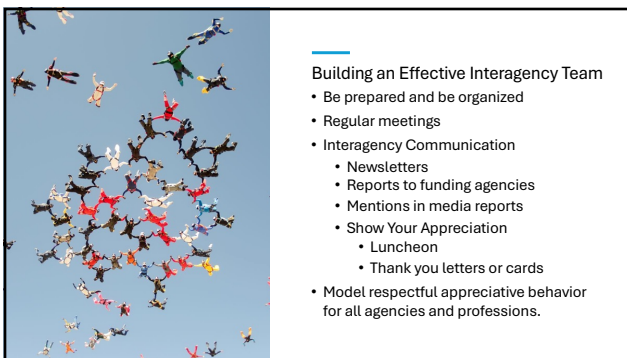 Building an Effective Interagency Team
• Be prepared and be organized
• Regular meetings
• Interagency Communication
• Newsletters
• Reports to funding agencies
• Mentions in media reports
• Show Your Appreciation
• Luncheon
• Thank you letters or cards
• Model respectful appreciative behavior
for all agencies and professions.